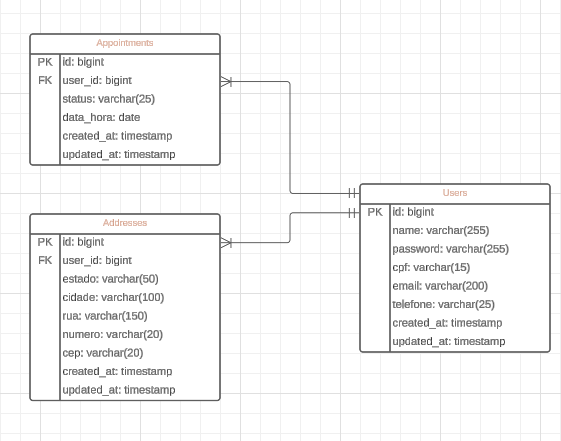 Appointments
PK id: bigint
FK user_id: bigint
status: varchar(25)
data_hora: date
created_at: timestamp
updated_at: timestamp
Addresses
PK id: bigint
FK user_id: bigint
estado: varchar(50)
cidade: varchar(100)
rua: varchar(150)
numero: varchar(20)
cep: varchar(20)
created_at: timestamp
updated_at: timestamp
Users
PK id: bigint
name: varchar(255)
password: varchar(255)
cpf: varchar(15)
email: varchar(200)
telefone: varchar(25)
created_at: timestamp
updated_at: timestamp